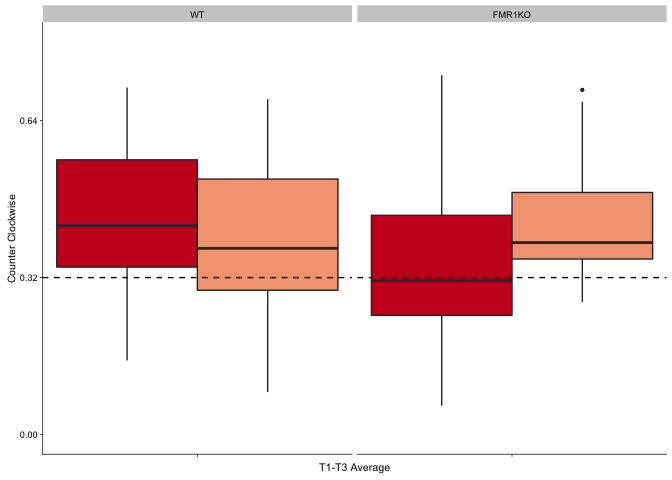 WT
FMR1KO
0.64
0.32
0.00
Counter Clockwise
T1-T3 Average